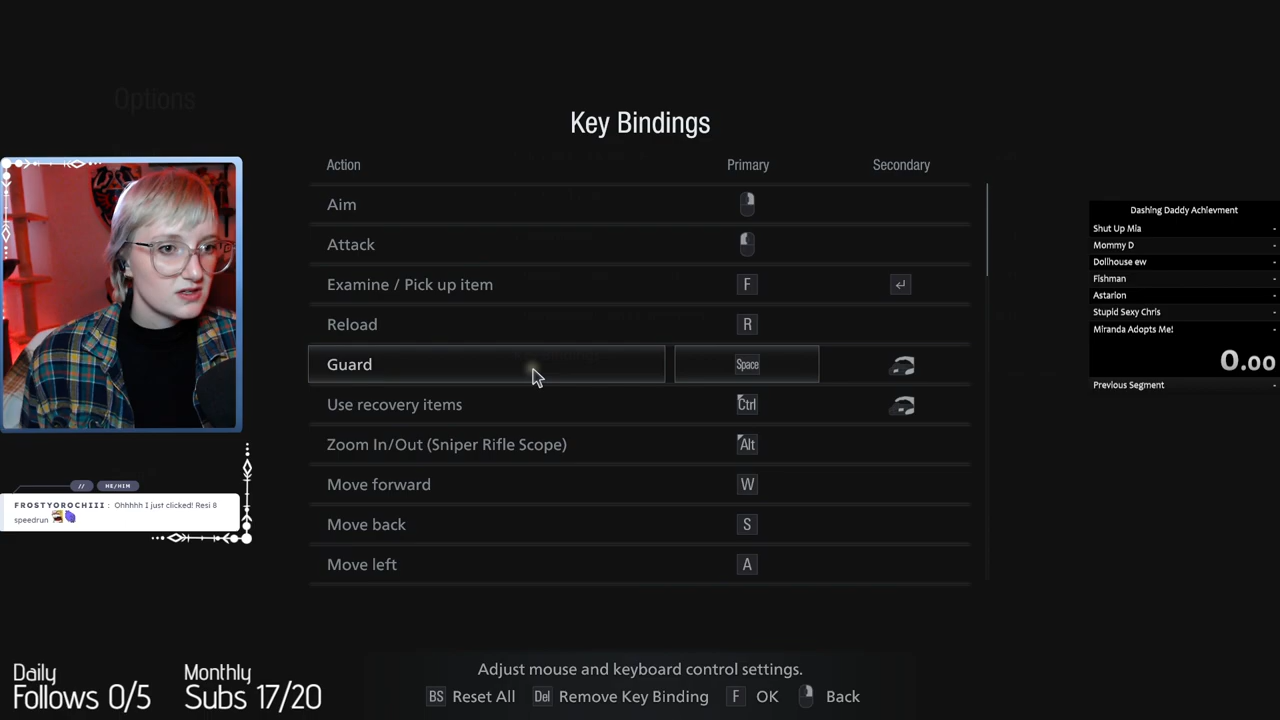 Options
Key Bindings
Action Primary Secondary
Aim
Attack
Examine / Pick up item F
Reload R
Guard Space
Use recovery items Ctrl
Zoom In/Out (Sniper Rifle Scope) Alt
Move forward W
Move back S
Move left A
Adjust mouse and keyboard control settings.
BS Reset All Del Remove Key Binding F OK Back
// HE/HIM
FROSTYOROCHIII : Ohhhhh I just clicked! Resi 8
speedrun
Daily
Follows 0/5
Monthly
Subs 17/20
Dashing Daddy Achievment
Shut Up Mia -
Mommy D -
Dollhouse ew -
Fishman -
Astarion -
Stupid Sexy Chris -
Miranda Adopts Me! -
0.00
Previous Segment -